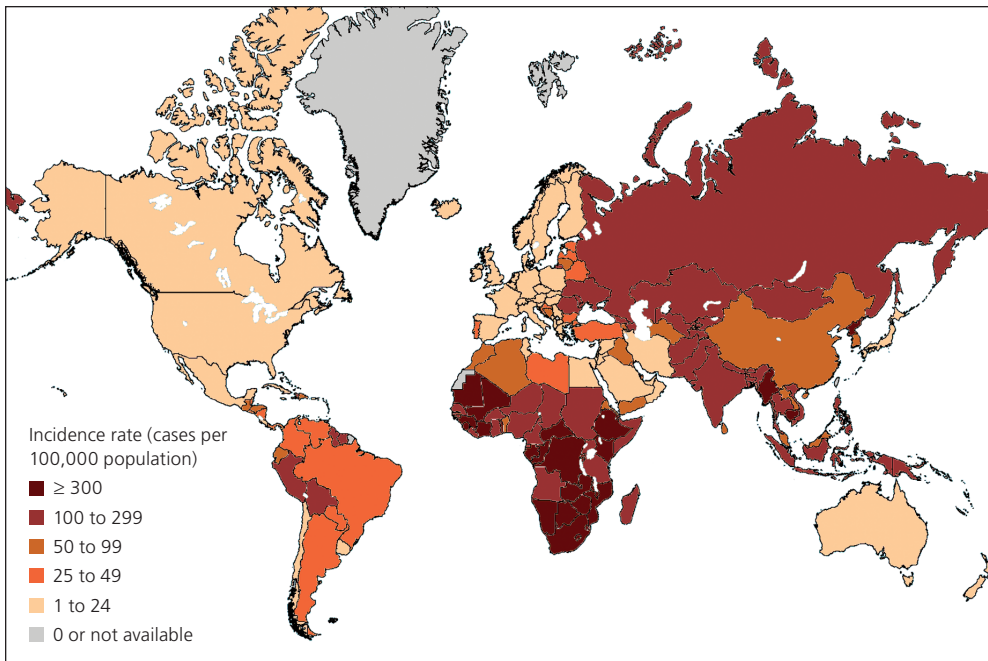 Incidence rate (cases per
100,000 population)
≥ 300
100 to 299
50 to 99
25 to 49
1 to 24
0 or not available